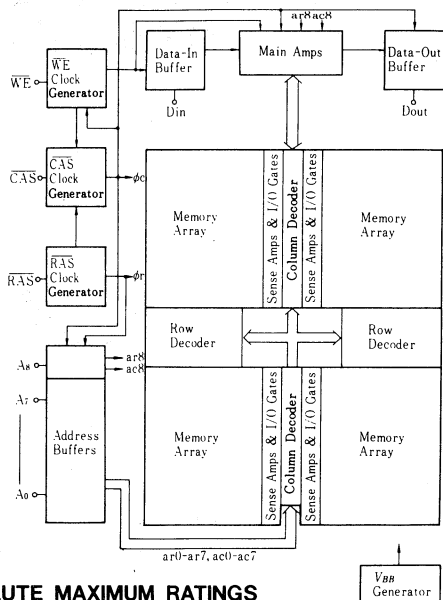 ar8 ac8
WE
WE
Clock
Generator
Data-In
Buffer
Main Amps
Data-Out
Buffer
Din
Dout
CAS
CAS
Clock
Generator
φc
RAS
RAS
Clock
Generator
φr
Memory
Array
Sense Amps & I/O Gates
Column Decoder
Sense Amps & I/O Gates
Memory
Array
Row
Decoder
Row
Decoder
A8
ar8
ac8
A7
Address
Buffers
A0
Memory
Array
Sense Amps & I/O Gates
Column Decoder
Sense Amps & I/O Gates
Memory
Array
ar0-ar7, ac0-ac7
LUTE MAXIMUM RATINGS
VBB
Generator